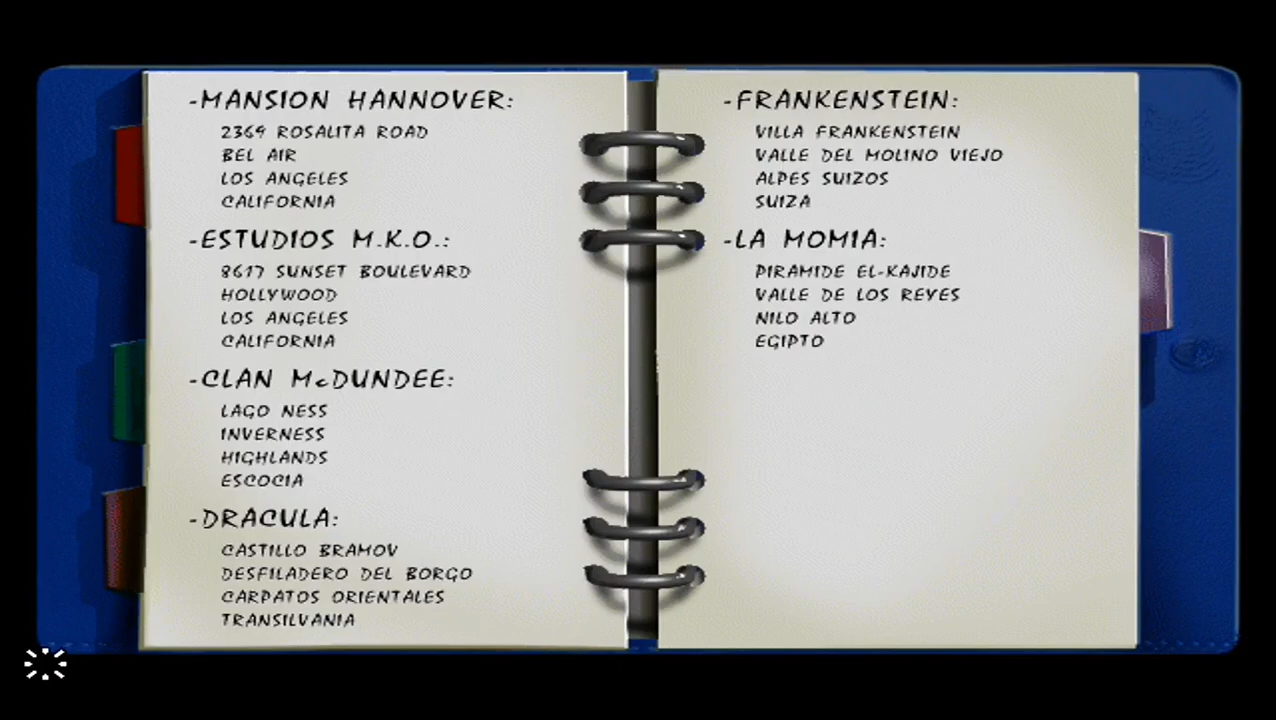 -MANSION HANNOVER:
2369 ROSALITA ROAD
BEL AIR
LOS ANGELES
CALIFORNIA
-ESTUDIOS M.K.O.:
8617 SUNSET BOULEVARD
HOLLYWOOD
LOS ANGELES
CALIFORNIA
-CLAN McDUNDEE:
LAGO NESS
INVERNESS
HIGHLANDS
ESCOCIA
-DRACULA:
CASTILLO BRAMOV
DESFILADERO DEL BORGO
CARPATOS ORIENTALES
TRANSILVANIA
-FRANKENSTEIN:
VILLA FRANKENSTEIN
VALLE DEL MOLINO VIEJO
ALPES SUIZOS
SUIZA
-LA MOMIA:
PIRAMIDE EL-KAJIDE
VALLE DE LOS REYES
NILO ALTO
EGIPTO